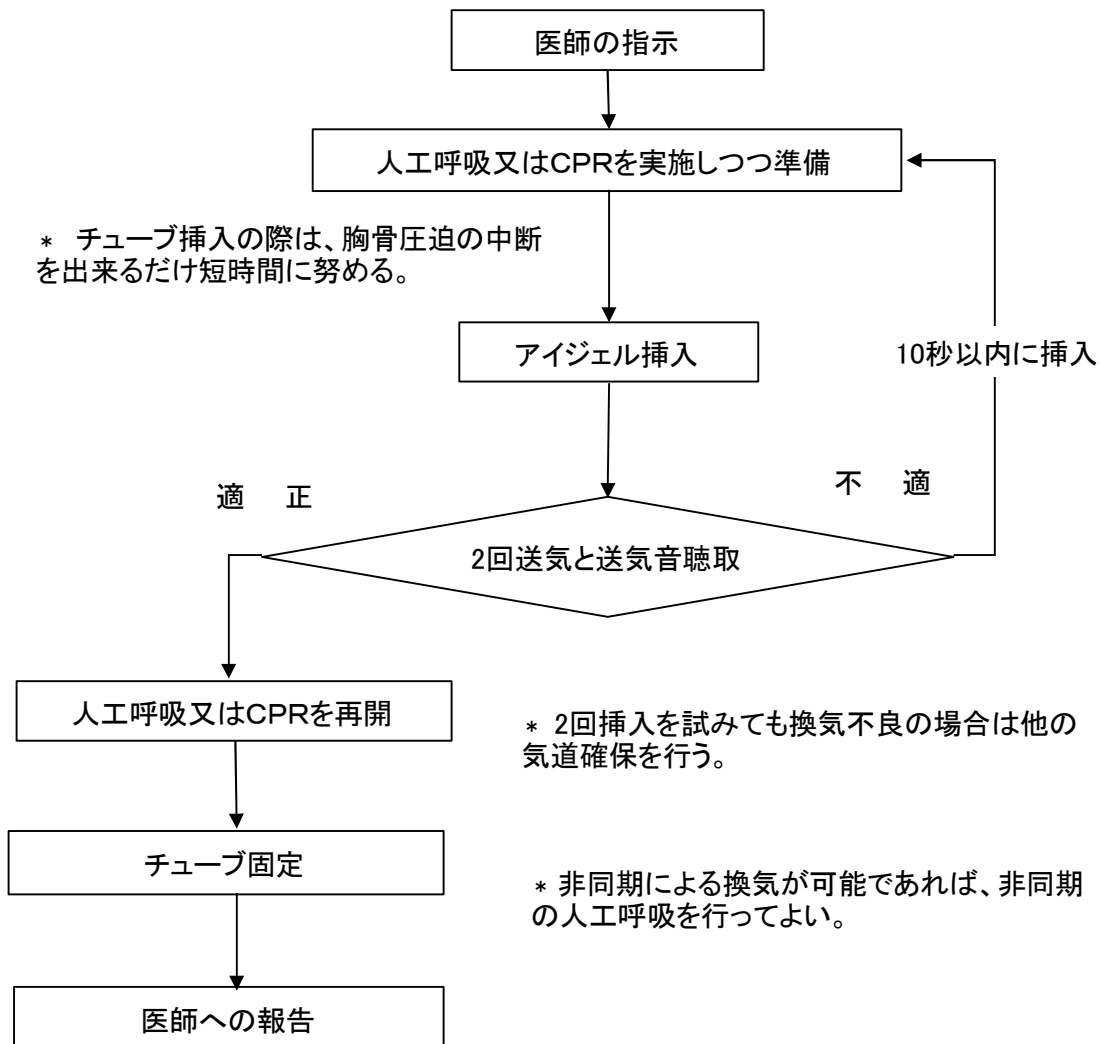 医師の指示
人工呼吸又はCPRを実施しつつ準備
* チューブ挿入の際は、胸骨圧迫の中断
を出来るだけ短時間に努める。
アイジェル挿入
10秒以内に挿入
適 正
不 適
2回送気と送気音聴取
人工呼吸又はCPRを再開
* 2回挿入を試みても換気不良の場合は他の
気道確保を行う。
チューブ固定
* 非同期による換気が可能であれば、非同期
の人工呼吸を行ってよい。
医師への報告